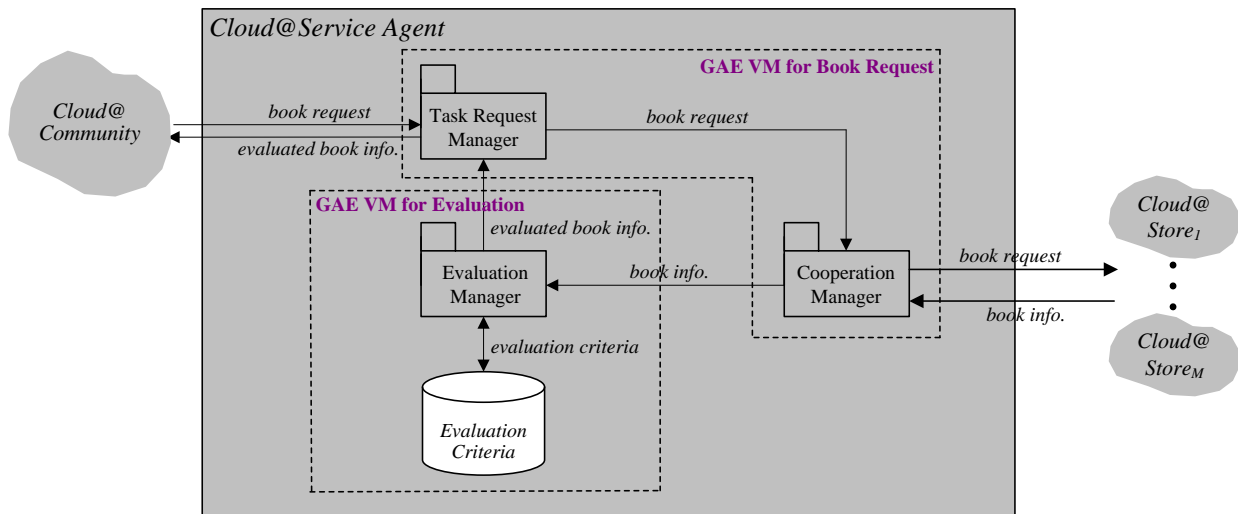 Cloud@Service Agent
GAE VM for Book Request
Cloud@
Community
book request
evaluated book info.
Task Request
Manager
book request
GAE VM for Evaluation
evaluated book info.
Evaluation
Manager
book info.
Cooperation
Manager
book request
book info.
Cloud@
Store1
Cloud@
StoreM
evaluation criteria
Evaluation
Criteria